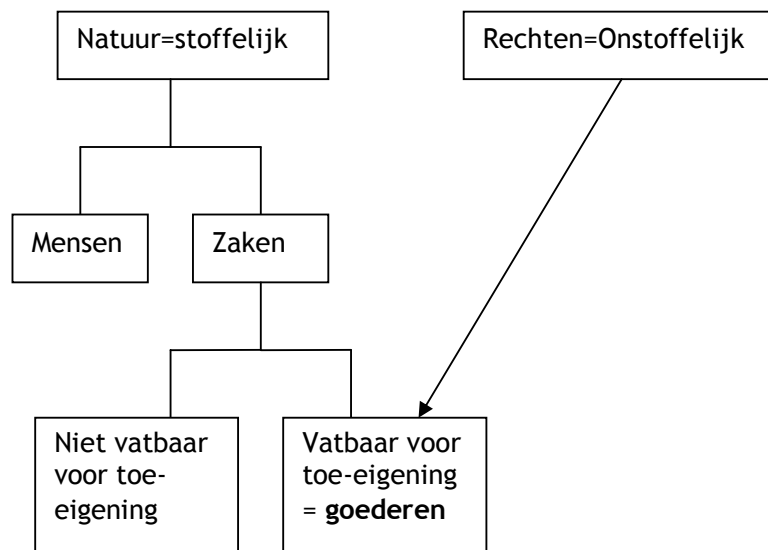 Natuur=stoffelijk
Rechten=Onstoffelijk
Mensen
Zaken
Niet vatbaar
voor toe-
eigening
Vatbaar voor
toe-eigening
= goederen